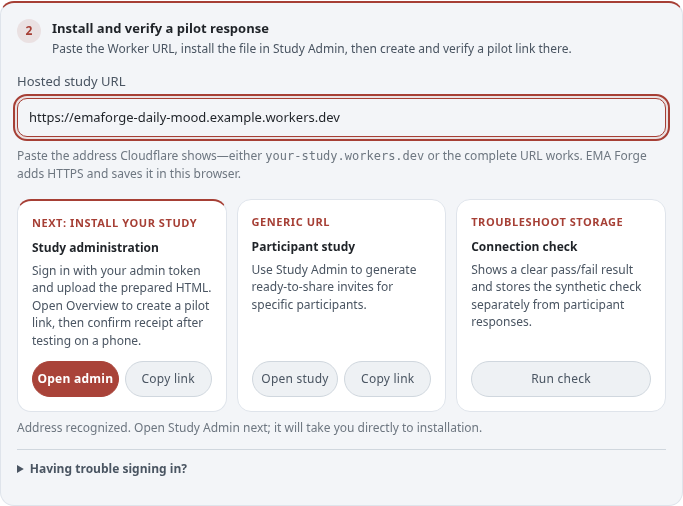 2
Install and verify a pilot response
Paste the Worker URL, install the file in Study Admin, then create and verify a pilot link there.
Hosted study URL
https://emaforge-daily-mood.example.workers.dev
Paste the address Cloudflare shows—either your-study.workers.dev or the complete URL works. EMA Forge
adds HTTPS and saves it in this browser.
NEXT: INSTALL YOUR STUDY
Study administration
Sign in with your admin token
and upload the prepared HTML.
Open Overview to create a pilot
link, then confirm receipt after
testing on a phone.
Open admin
Copy link
GENERIC URL
Participant study
Use Study Admin to generate
ready-to-share invites for
specific participants.
Open study
Copy link
TROUBLESHOOT STORAGE
Connection check
Shows a clear pass/fail result
and stores the synthetic check
separately from participant
responses.
Run check
Address recognized. Open Study Admin next; it will take you directly to installation.
Having trouble signing in?